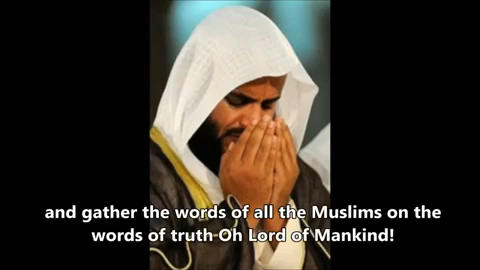 and gather the words of all the Muslims on the
words of truth Oh Lord of Mankind!